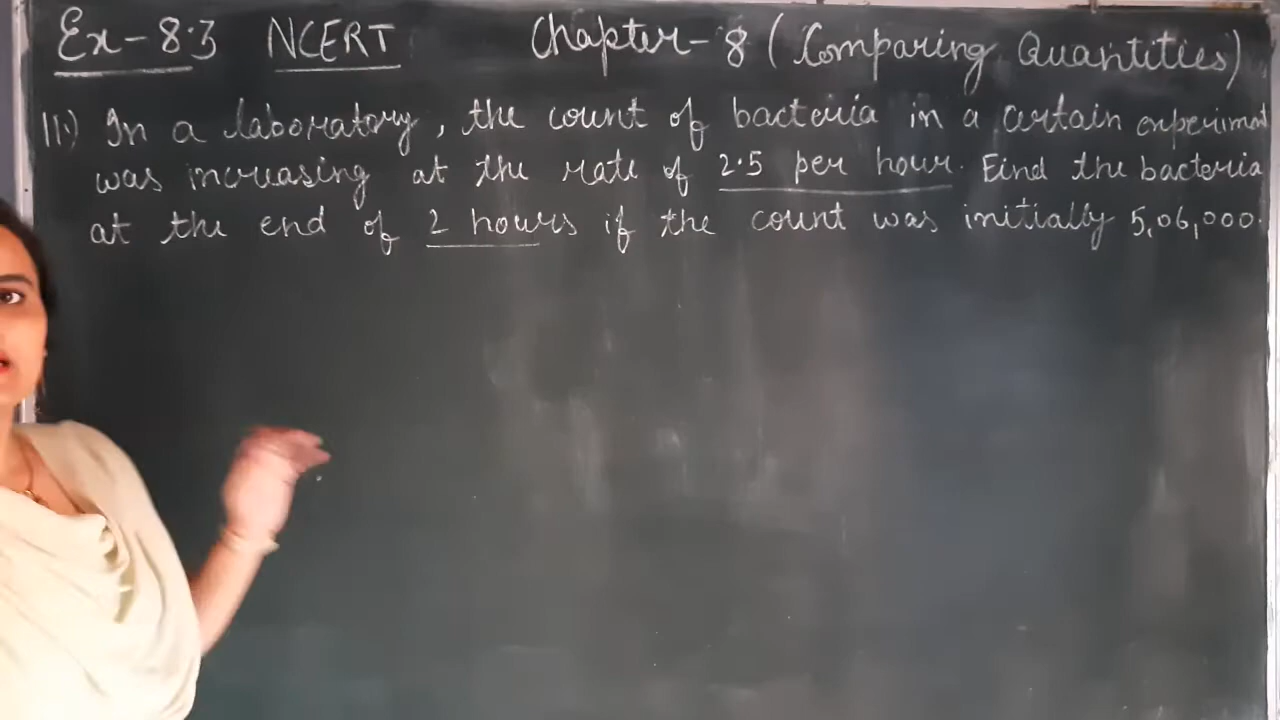 Ex-8.3 NCERT Chapter-8 (Comparing Quantities)
11.) In a laboratory, the count of bacteria in a certain experiment
was increasing at the rate of 2.5 per hour. Find the bacteria
at the end of 2 hours if the count was initially 5,06,000.